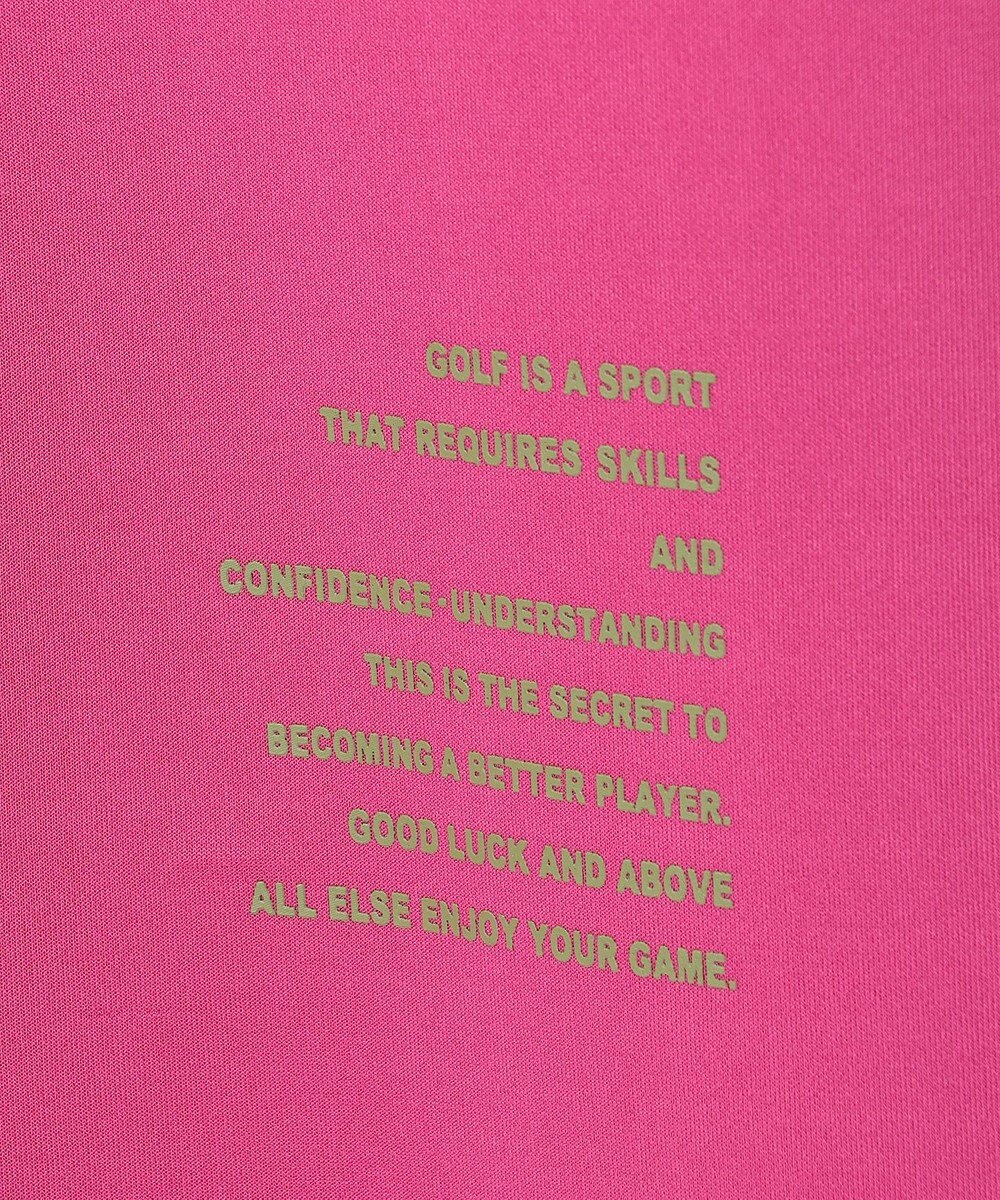 GOLF IS A SPORT
THAT REQUIRES SKILLS
AND
CONFIDENCE·UNDERSTANDING
THIS IS THE SECRET TO
BECOMING A BETTER PLAYER.
GOOD LUCK AND ABOVE
ALL ELSE ENJOY YOUR GAME.